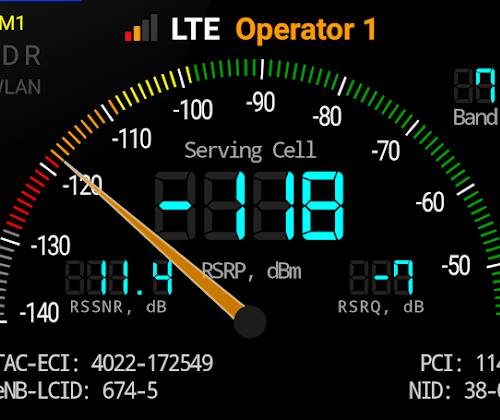 M1
LTE Operator 1
DR
WLAN
7
Band
-100
-90
-80
-110
-70
Serving Cell
-120
-118
-60
-130
RSRP, dBm
-50
11.4
-7
RSSNR, dB
RSRQ, dB
-140
TAC-ECI: 4022-172549
PCI: 114
eNB-LCID: 674-5
NID: 38-